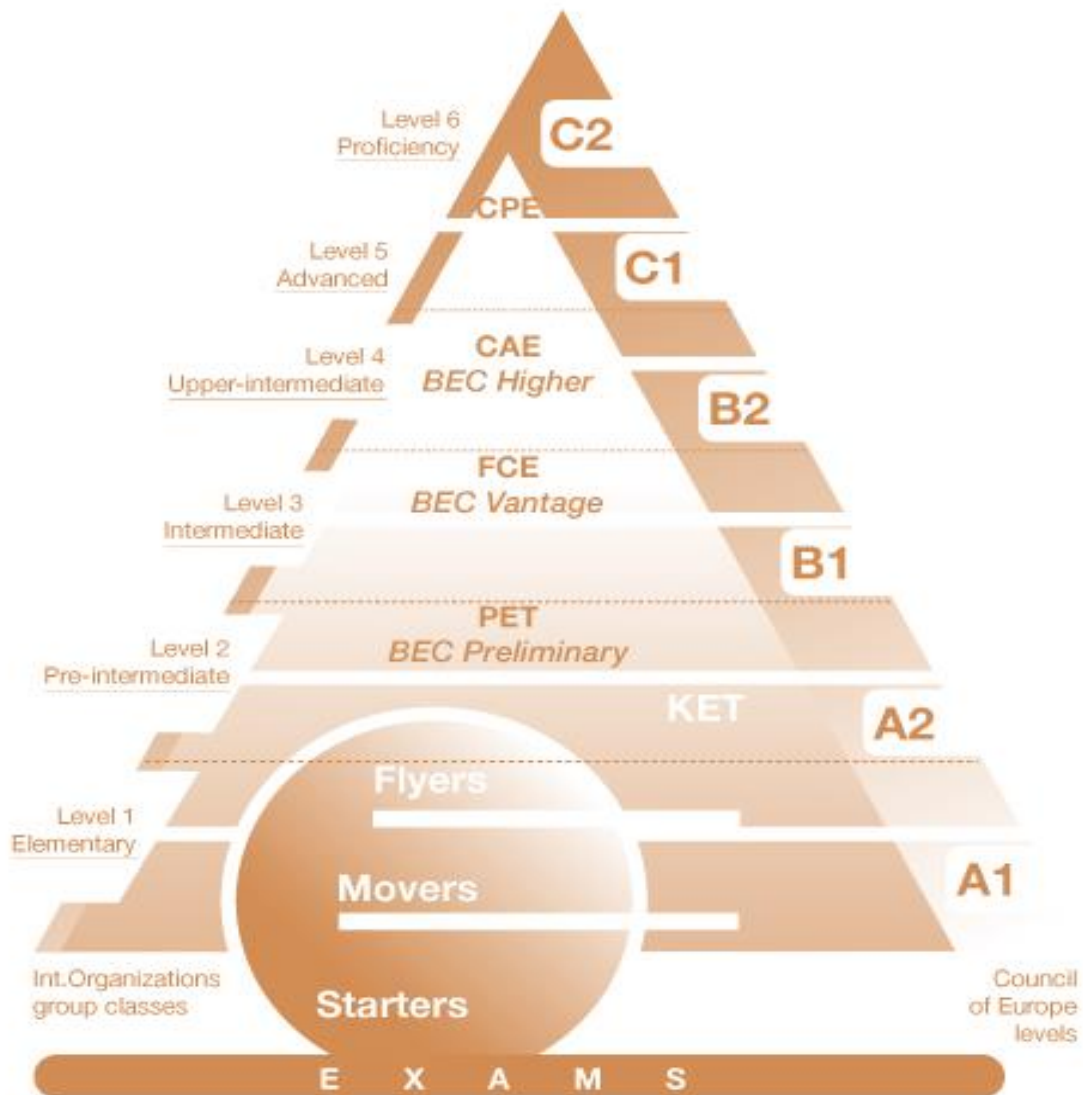 Level 6
Proficiency
C2
CPE
Level 5
Advanced
C1
CAE
BEC Higher
Level 4
Upper-intermediate
B2
FCE
BEC Vantage
Level 3
Intermediate
B1
PET
BEC Preliminary
Level 2
Pre-intermediate
KET
A2
Flyers
Level 1
Elementary
Movers
A1
Int.Organizations
group classes
Starters
Council
of Europe
levels
EXAMS